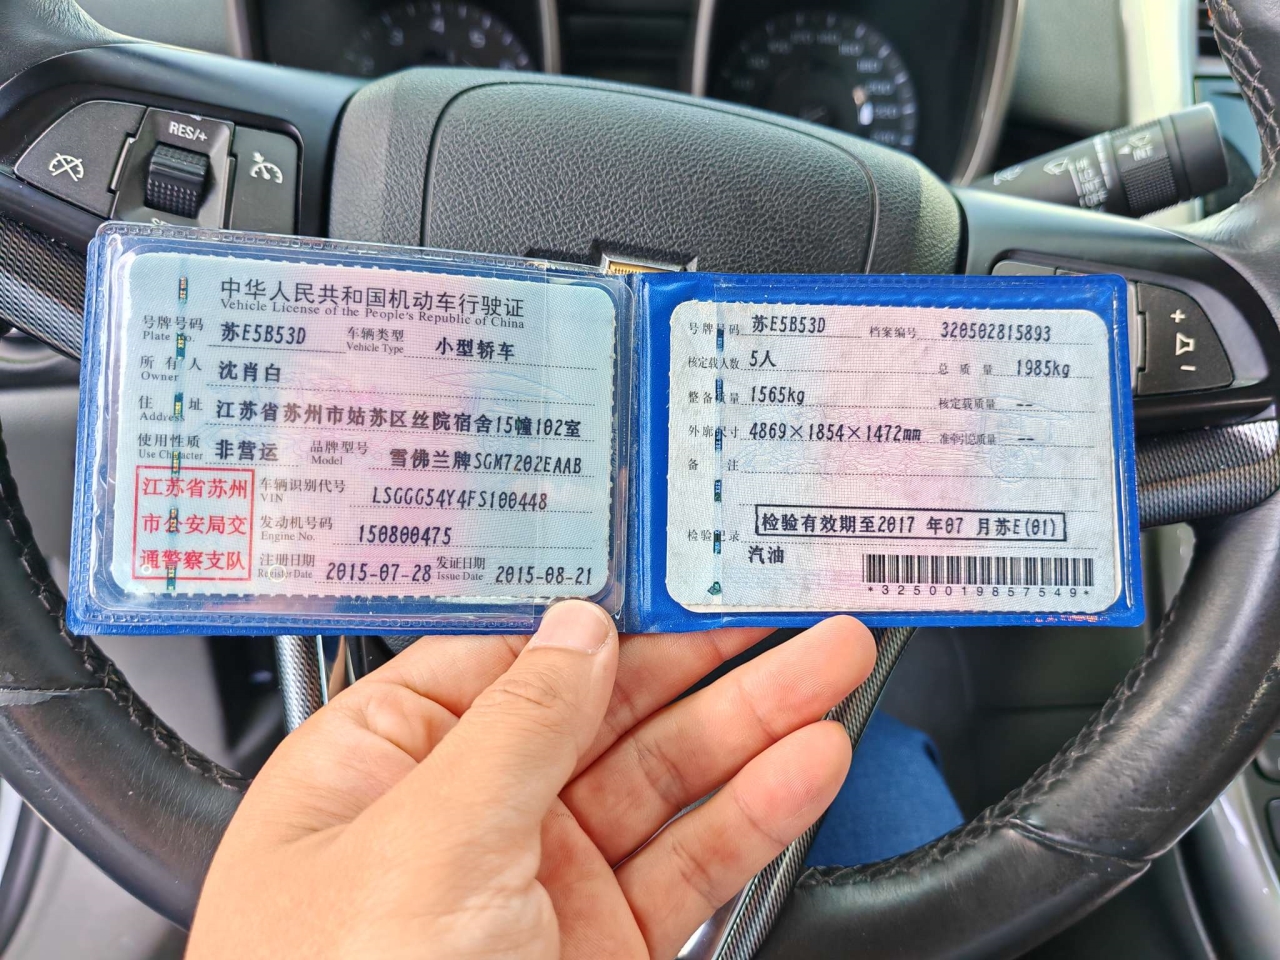 RES/+
中华人民共和国机动车行驶证
Vehicle License of the People's Republic of China
号牌号码 苏E5B53D 车辆类型 小型轿车
Plate No. Vehicle Type
所有人 沈肖白
Owner
住址 江苏省苏州市姑苏区丝院宿舍15幢102室
Address
使用性质 非营运 品牌型号 雪佛兰牌SGM7202EAAB
Use Character Model
江苏省苏州
市公安局交
通警察支队
车辆识别代号 LSGGG54Y4FS100448
VIN
发动机号码 150800475
Engine No.
注册日期 2015-07-28 发证日期 2015-08-21
Register Date Issue Date
号牌号码 苏E5B53D 档案编号 320502815893
核定载人数 5人 总质量 1985kg
整备质量 1565kg 核定载质量 --
外廓尺寸 4869×1854×1472mm 准牵引总质量 --
备注
检验记录 检验有效期至2017年07月苏E(01)
汽油
*3250019857549*
INT
OFF